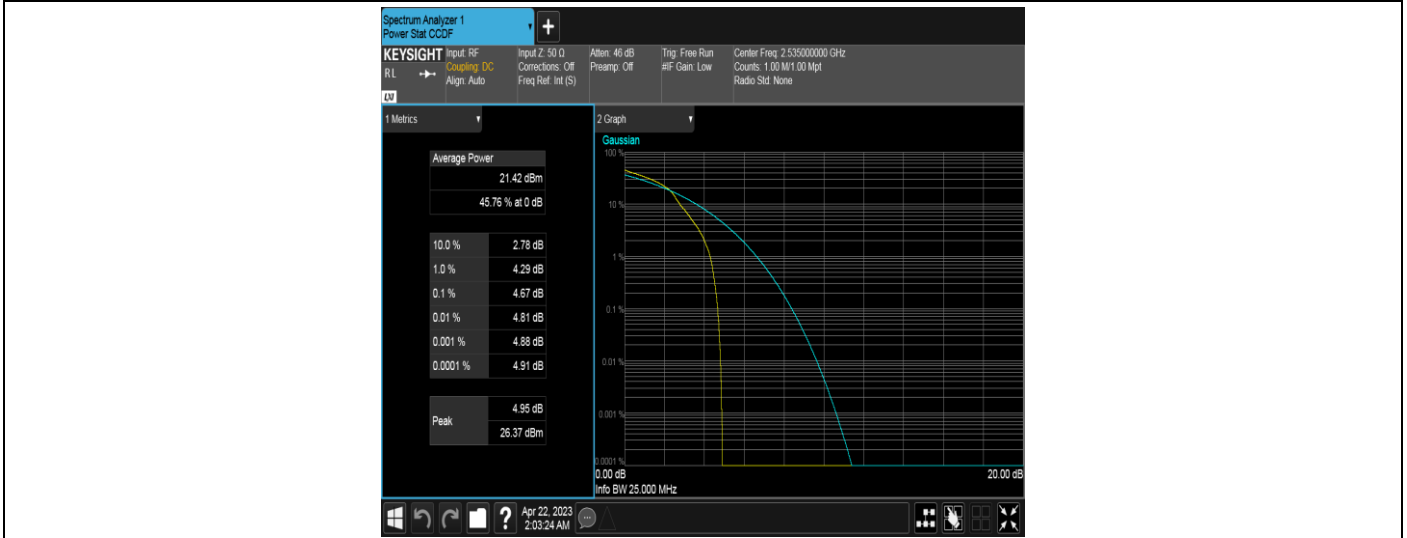 Spectrum Analyzer 1
Power Stat CCDF
+
KEYSIGHT
RL
LXI
Input: RF
Coupling: DC
Align: Auto
Input Z: 50 Ω
Corrections: Off
Freq Ref: Int (S)
Atten: 46 dB
Preamp: Off
Trig: Free Run
#IF Gain: Low
Center Freq: 2.535000000 GHz
Counts: 1.00 M/1.00 Mpt
Radio Std: None
1 Metrics
Average Power
21.42 dBm
45.76 % at 0 dB
10.0 % 2.78 dB
1.0 % 4.29 dB
0.1 % 4.67 dB
0.01 % 4.81 dB
0.001 % 4.88 dB
0.0001 % 4.91 dB
Peak
4.95 dB
26.37 dBm
2 Graph
Gaussian
100 %
10 %
1 %
0.1 %
0.01 %
0.001 %
0.0001 %
0.00 dB
20.00 dB
Info BW 25.000 MHz
?
Apr 22, 2023
2:03:24 AM